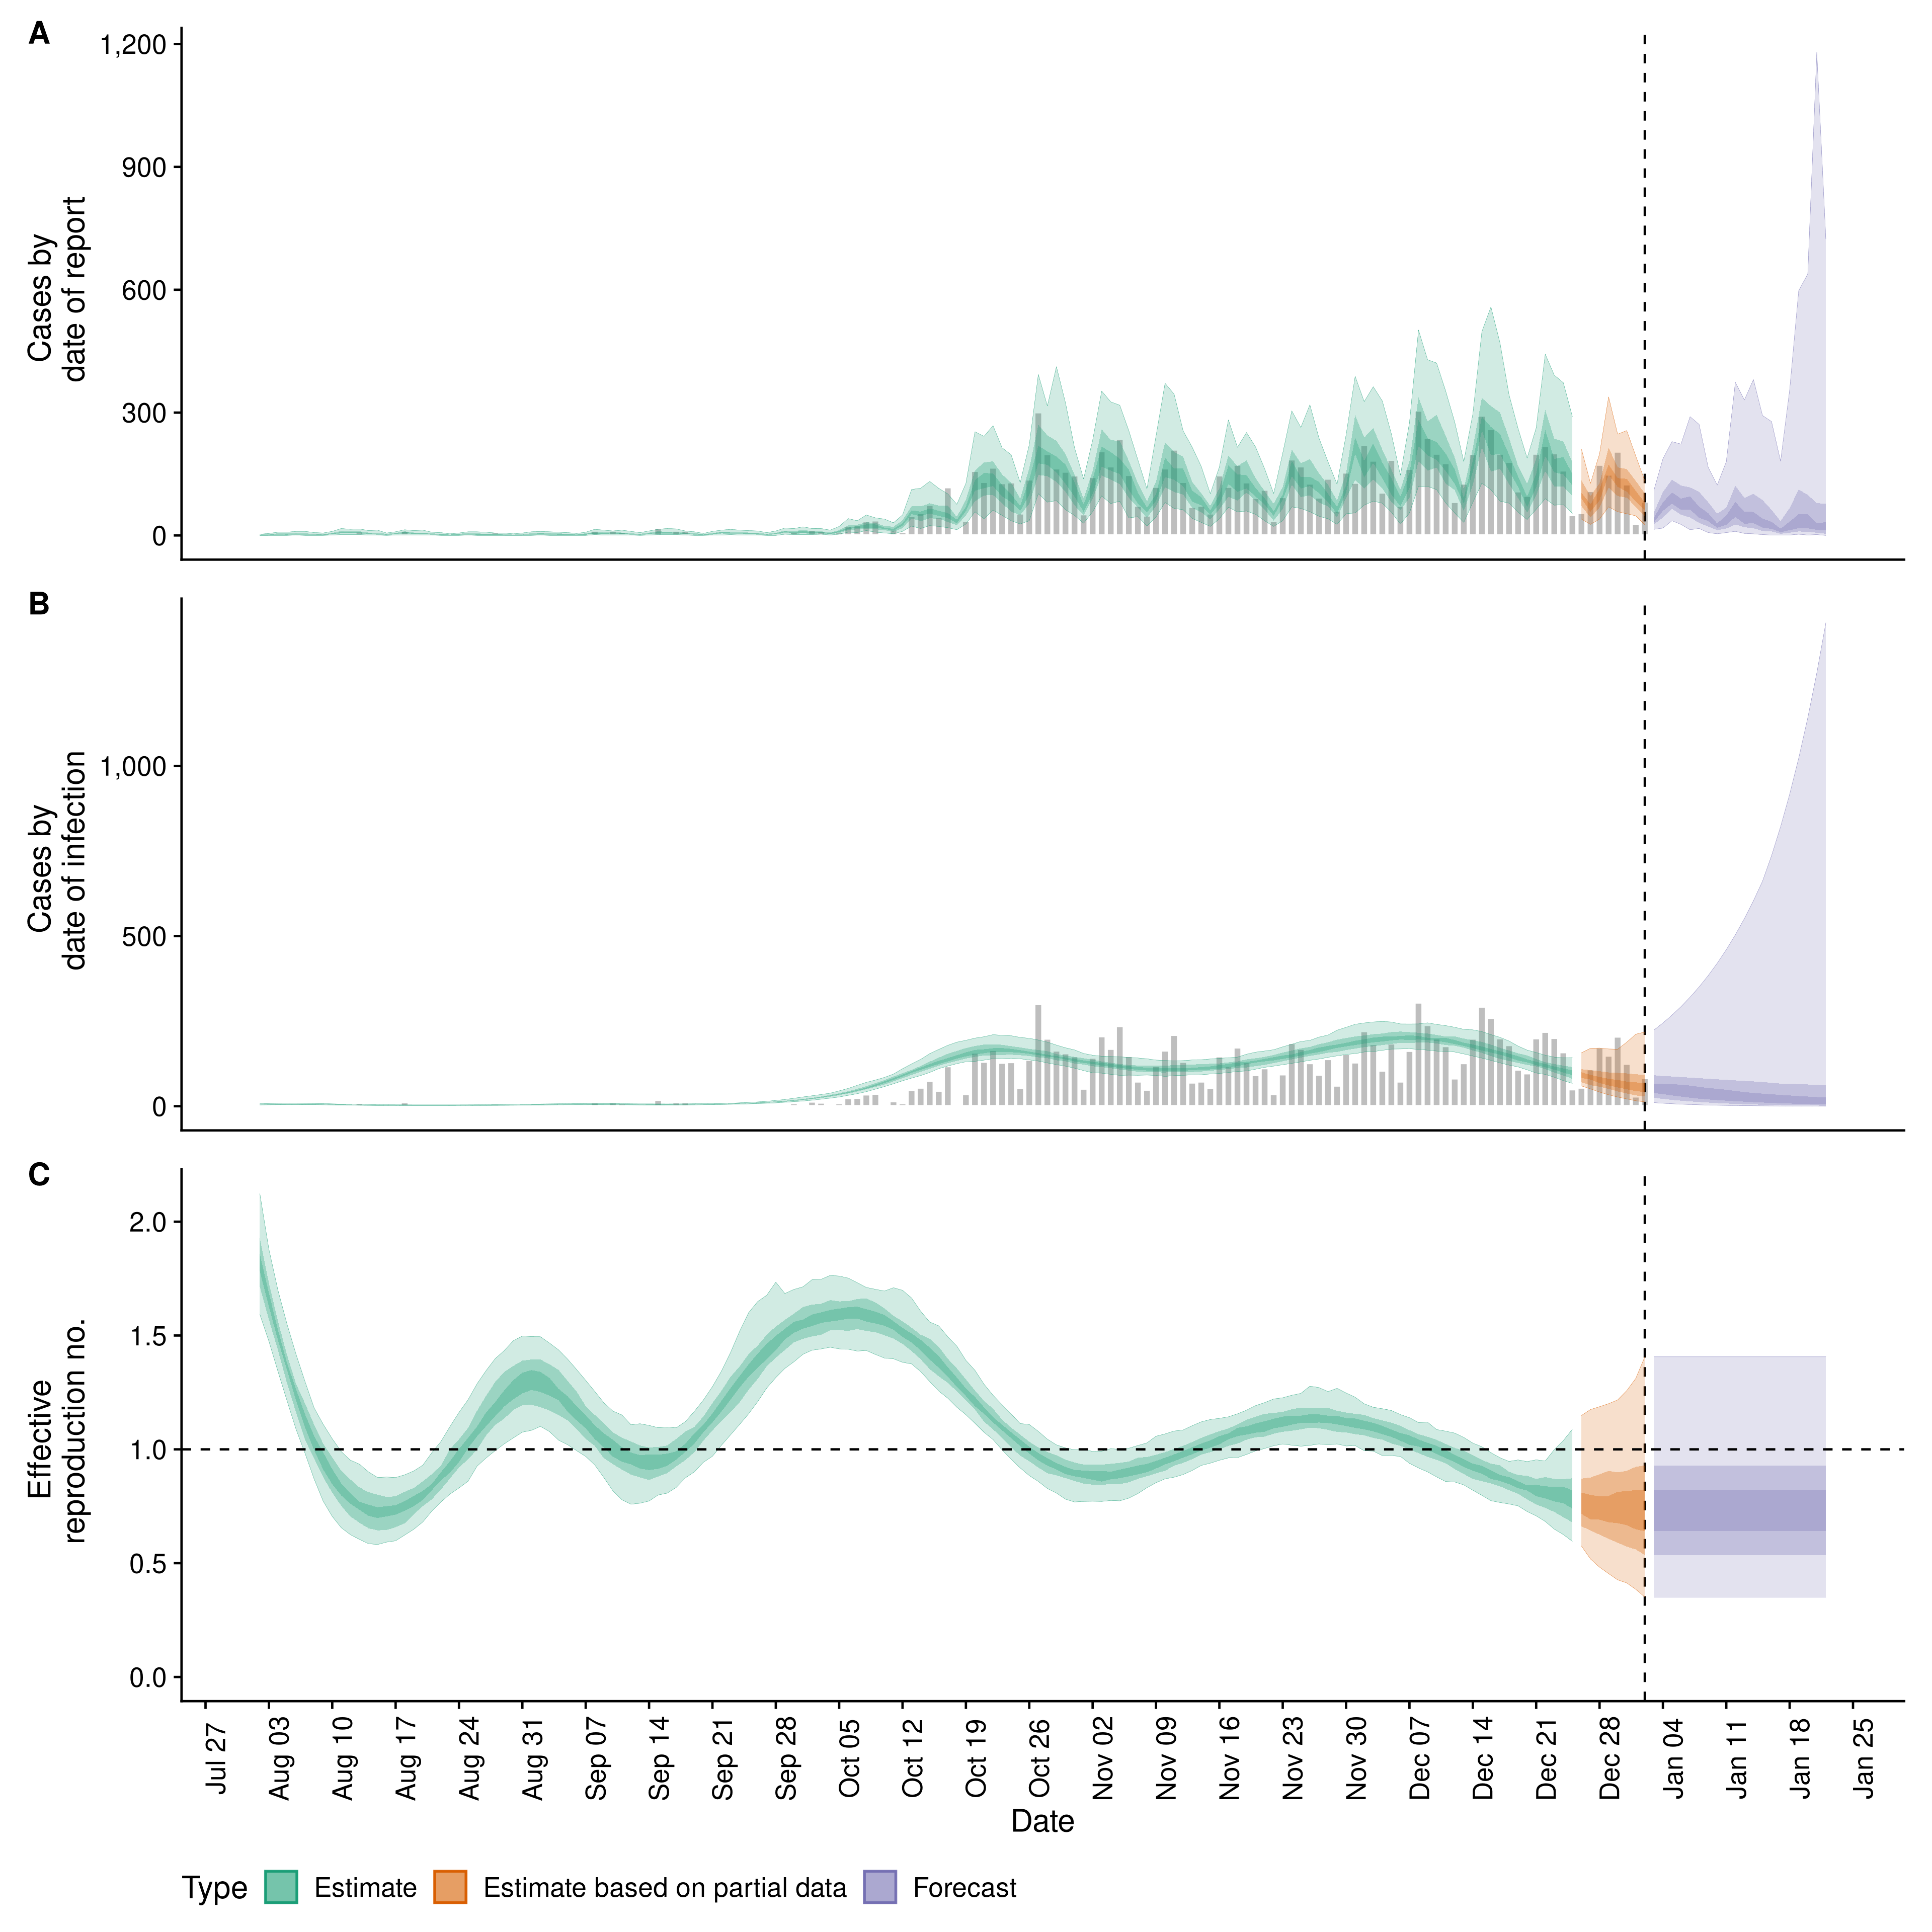 A
1,200
900
600
300
0
Cases by
date of report
B
1,000
500
0
Cases by
date of infection
C
2.0
1.5
1.0
0.5
0.0
Effective
reproduction no.
Jul 27
Aug 03
Aug 10
Aug 17
Aug 24
Aug 31
Sep 07
Sep 14
Sep 21
Sep 28
Oct 05
Oct 12
Oct 19
Oct 26
Nov 02
Nov 09
Nov 16
Nov 23
Nov 30
Dec 07
Dec 14
Dec 21
Dec 28
Jan 04
Jan 11
Jan 18
Jan 25
Date
Type Estimate Estimate based on partial data Forecast